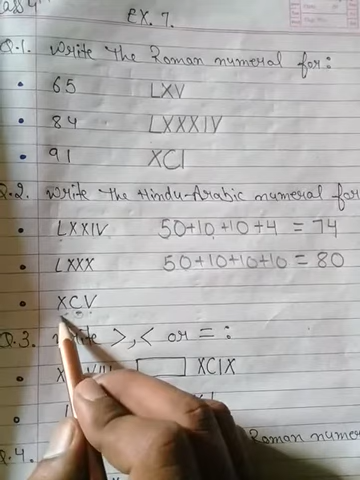 EX. 7.
Q.1. Write the Roman numeral for:
• 65 LXV
• 84 LXXXIV
• 91 XCI
Q.2. Write the Hindu-Arabic numeral for
• LXXIV 50+10+10+4 = 74
• LXXX 50+10+10+10 = 80
• XCV
Q.3. Write >, < or = :
• XCIX
Q.4. Roman numer